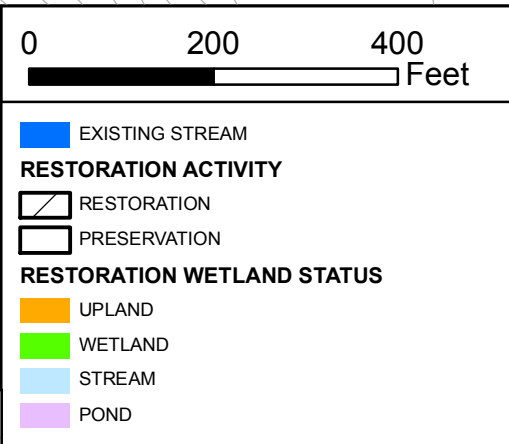 0 200 400
Feet
EXISTING STREAM
RESTORATION ACTIVITY
RESTORATION
PRESERVATION
RESTORATION WETLAND STATUS
UPLAND
WETLAND
STREAM
POND